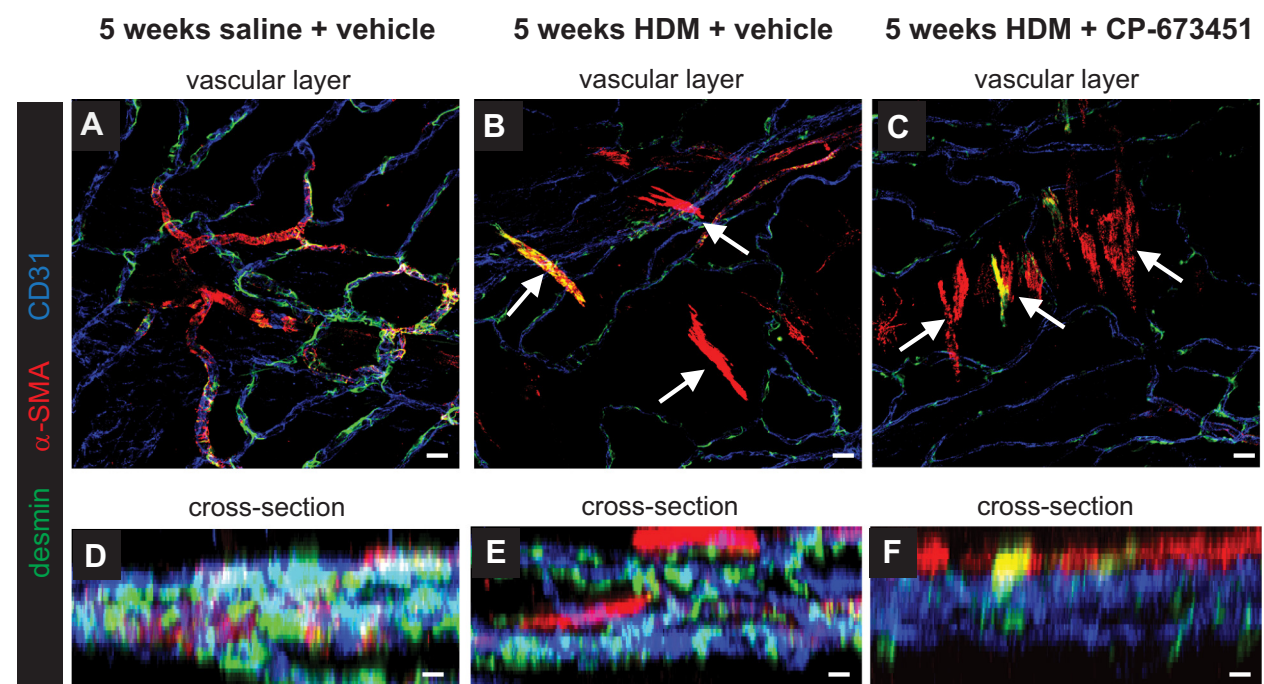 5 weeks saline + vehicle
5 weeks HDM + vehicle
5 weeks HDM + CP-673451
vascular layer
vascular layer
vascular layer
A
B
C
desmin α-SMA CD31
cross-section
cross-section
cross-section
D
E
F